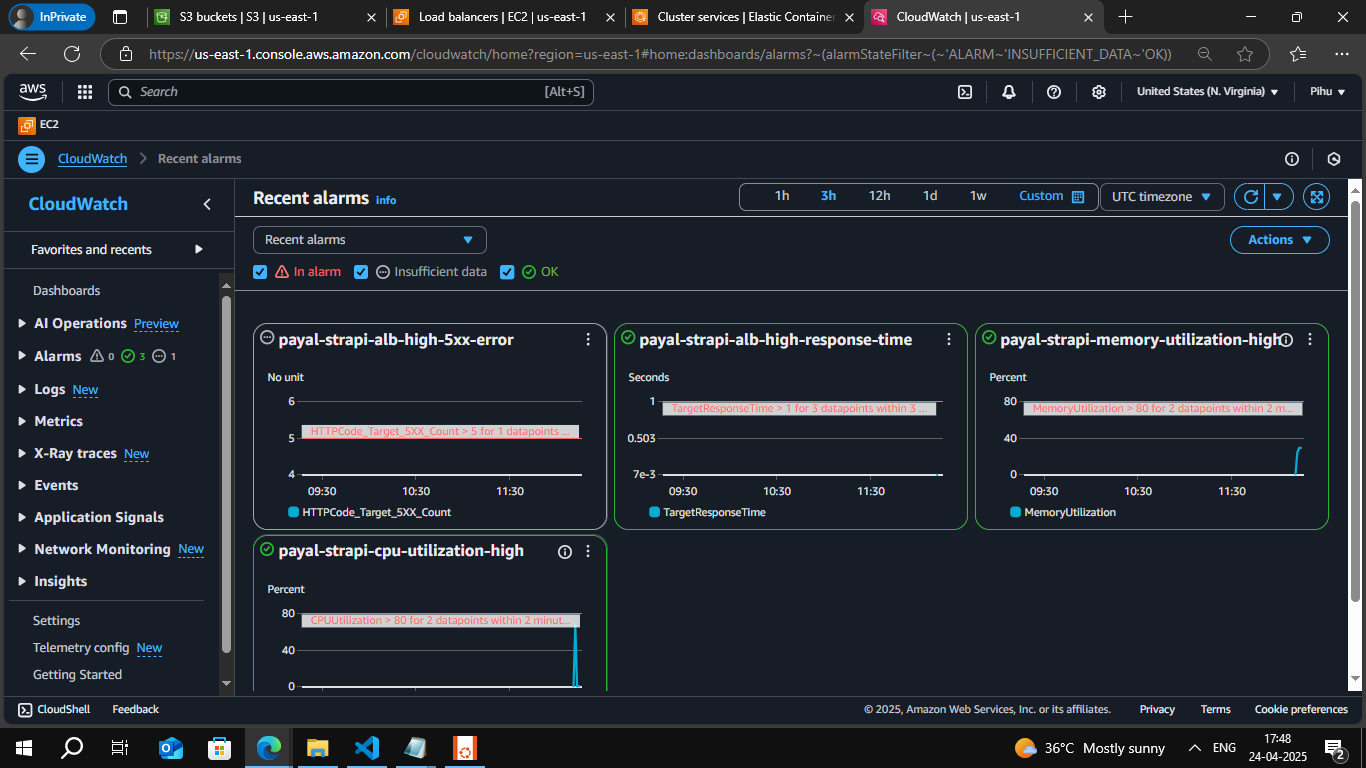 InPrivate
S3 buckets | S3 | us-east-1
Load balancers | EC2 | us-east-1
Cluster services | Elastic Container
CloudWatch | us-east-1
https://us-east-1.console.aws.amazon.com/cloudwatch/home?region=us-east-1#home:dashboards/alarms?~(alarmStateFilter~(~'ALARM~'INSUFFICIENT_DATA~'OK))
aws
Search
[Alt+S]
United States (N. Virginia)
Pihu
EC2
CloudWatch
Recent alarms
CloudWatch
Favorites and recents
Dashboards
AI Operations Preview
Alarms 0 3 1
Logs New
Metrics
X-Ray traces New
Events
Application Signals
Network Monitoring New
Insights
Settings
Telemetry config New
Getting Started
Recent alarms info
1h 3h 12h 1d 1w Custom
UTC timezone
Recent alarms
Actions
In alarm Insufficient data OK
payal-strapi-alb-high-5xx-error
No unit
6
HTTPCode_Target_5XX_Count > 5 for 1 datapoints ...
5
4
09:30 10:30 11:30
HTTPCode_Target_5XX_Count
payal-strapi-alb-high-response-time
Seconds
1
TargetResponseTime > 1 for 3 datapoints within 3 ...
0.503
7e-3
09:30 10:30 11:30
TargetResponseTime
payal-strapi-memory-utilization-high
Percent
80
MemoryUtilization > 80 for 2 datapoints within 2 m...
40
0
09:30 10:30 11:30
MemoryUtilization
payal-strapi-cpu-utilization-high
Percent
80
CPUUtilization > 80 for 2 datapoints within 2 minut...
40
0
CloudShell
Feedback
© 2025, Amazon Web Services, Inc. or its affiliates.
Privacy
Terms
Cookie preferences
36°C Mostly sunny
ENG
17:48
24-04-2025
2